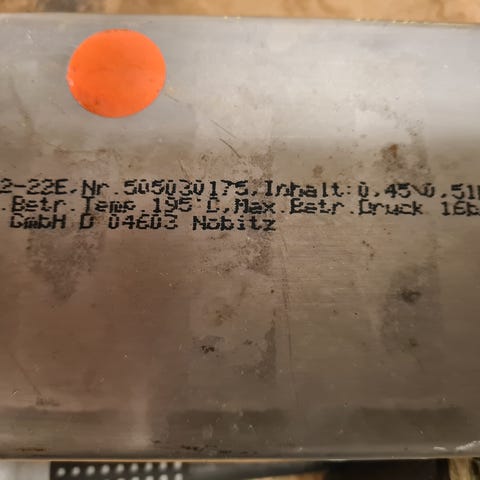 2-22E,Nr.505030175,Inhalt:0,45\0,51
.Betr.Temp 195°C,Max.Betr.Druck 16b
GmbH D 04603 Nobitz